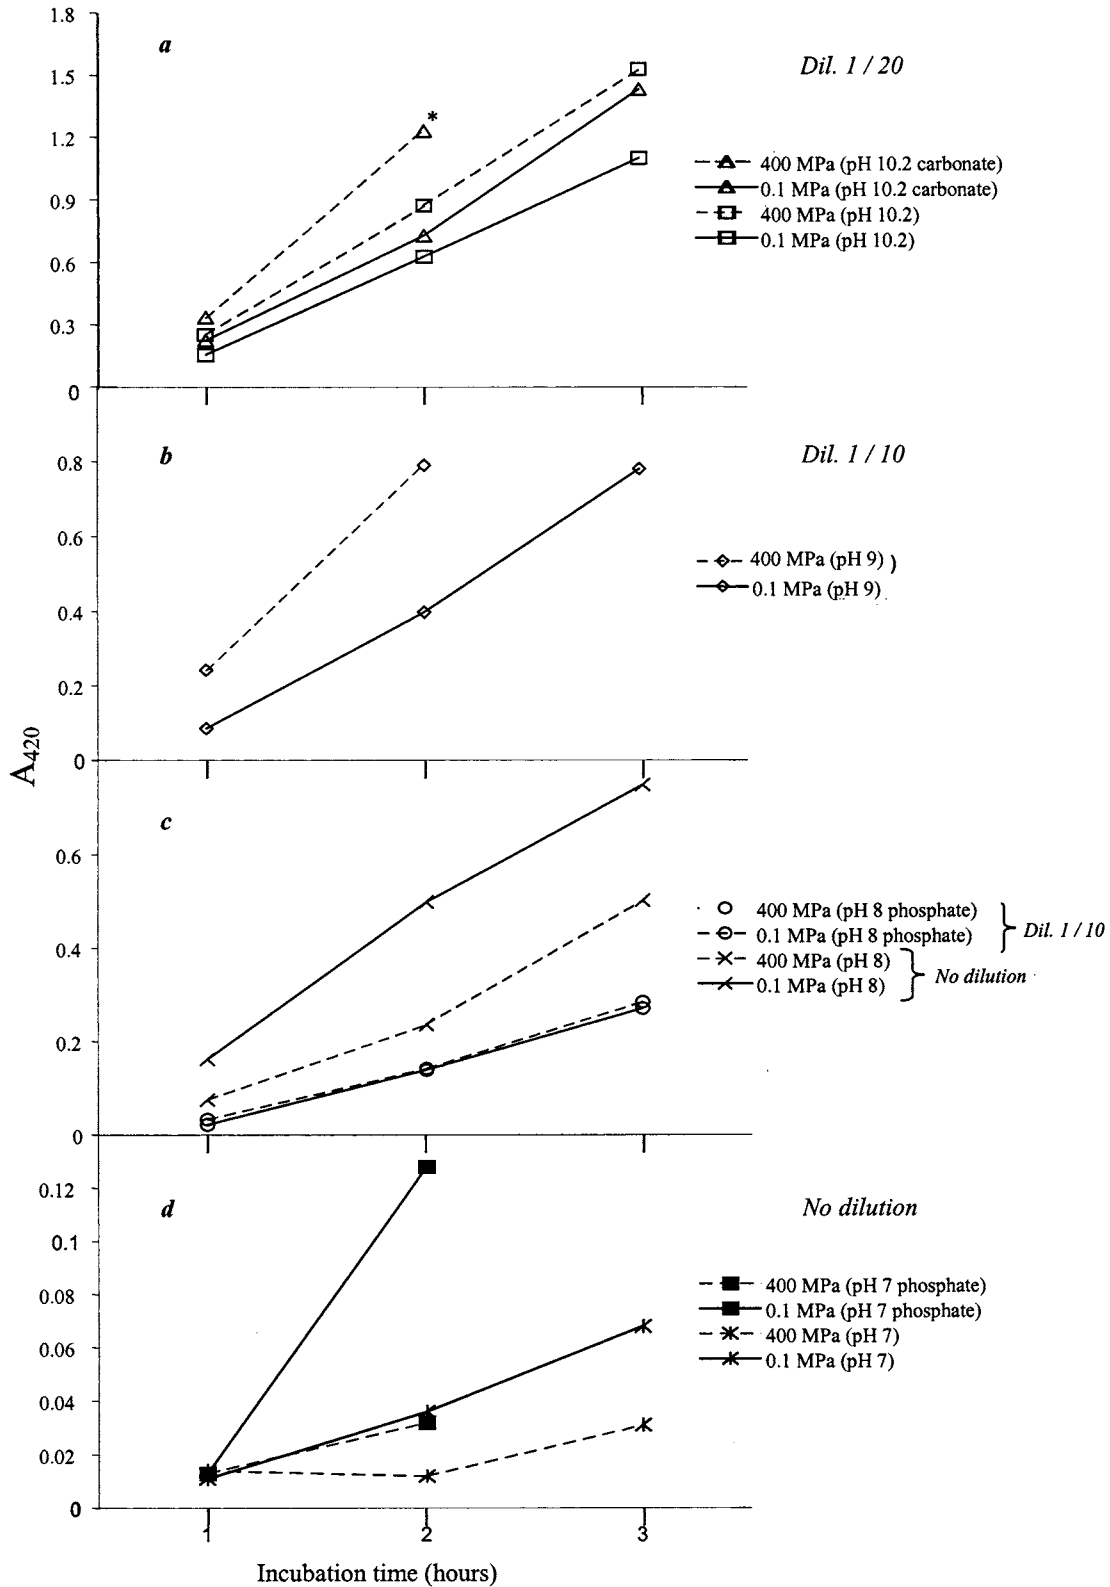 1.8
a
Dil. 1 / 20
1.5
1.2
*
0.9
0.6
0.3
0
400 MPa (pH 10.2 carbonate)
0.1 MPa (pH 10.2 carbonate)
400 MPa (pH 10.2)
0.1 MPa (pH 10.2)
b
Dil. 1 / 10
0.8
0.6
0.4
0.2
0
400 MPa (pH 9) )
0.1 MPa (pH 9)
A420
c
0.6
0.4
0.2
0
400 MPa (pH 8 phosphate)
0.1 MPa (pH 8 phosphate)
Dil. 1 / 10
400 MPa (pH 8)
0.1 MPa (pH 8)
No dilution
d
No dilution
0.12
0.1
0.08
0.06
0.04
0.02
0
400 MPa (pH 7 phosphate)
0.1 MPa (pH 7 phosphate)
400 MPa (pH 7)
0.1 MPa (pH 7)
1 2 3
Incubation time (hours)